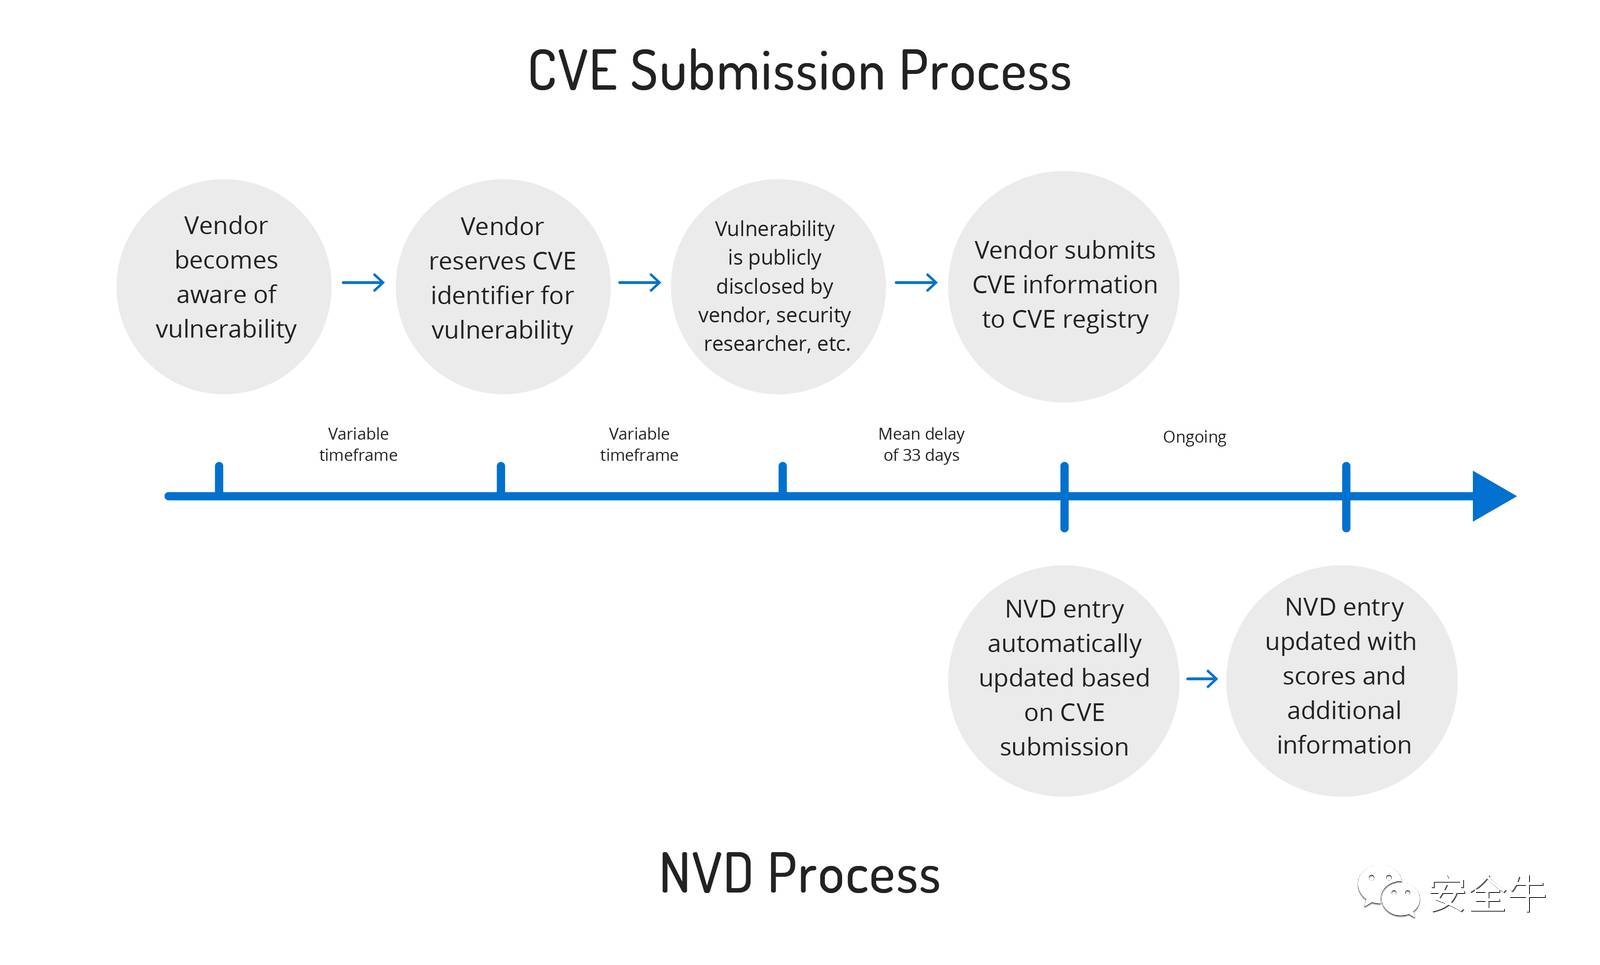 CVE Submission Process
Vendor
becomes
aware of
vulnerability
Vendor
reserves CVE
identifier for
vulnerability
Vulnerability
is publicly
disclosed by
vendor, security
researcher, etc.
Vendor submits
CVE information
to CVE registry
Variable
timeframe
Variable
timeframe
Mean delay
of 33 days
Ongoing
NVD entry
automatically
updated based
on CVE
submission
NVD entry
updated with
scores and
additional
information
NVD Process
安全牛